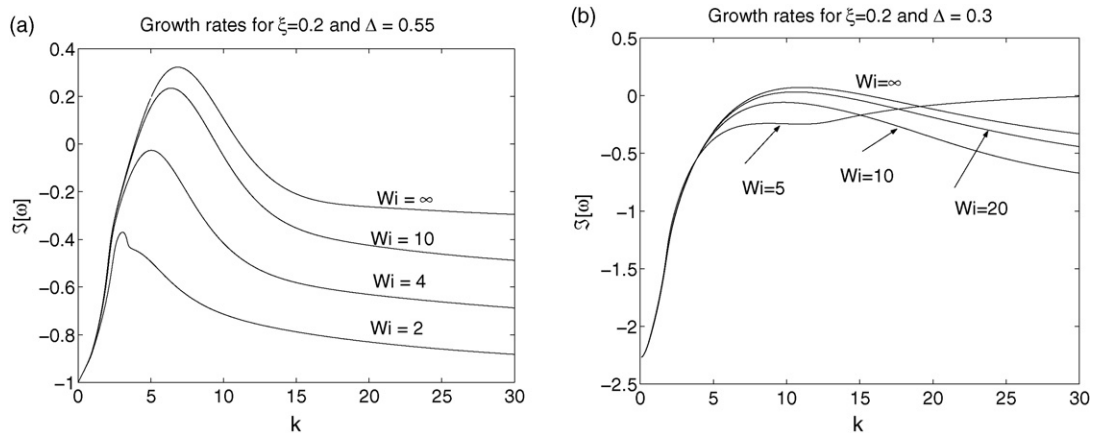 (a)
Growth rates for ξ=0.2 and Δ = 0.55
0.4
0.2
0
−0.2
−0.4
−0.6
−0.8
−1
ℑ[ω]
Wi = ∞
Wi = 10
Wi = 4
Wi = 2
0 5 10 15 20 25 30
k
(b)
Growth rates for ξ=0.2 and Δ = 0.3
0.5
0
−0.5
−1
−1.5
−2
−2.5
ℑ[ω]
Wi=∞
Wi=5
Wi=10
Wi=20
0 5 10 15 20 25 30
k